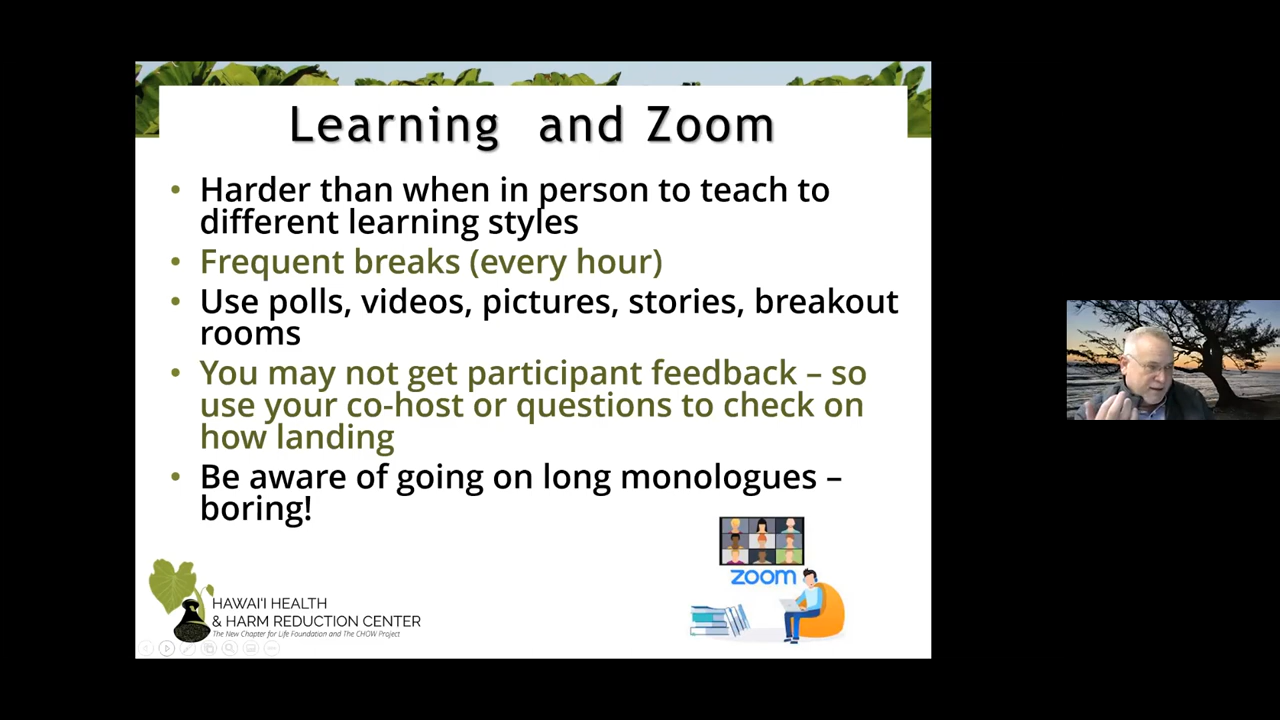 Learning and Zoom
• Harder than when in person to teach to
different learning styles
• Frequent breaks (every hour)
• Use polls, videos, pictures, stories, breakout
rooms
• You may not get participant feedback – so
use your co-host or questions to check on
how landing
• Be aware of going on long monologues –
boring!
zoom
HAWAI'I HEALTH
& HARM REDUCTION CENTER
The New Chapter for Life Foundation and The CHOW Project